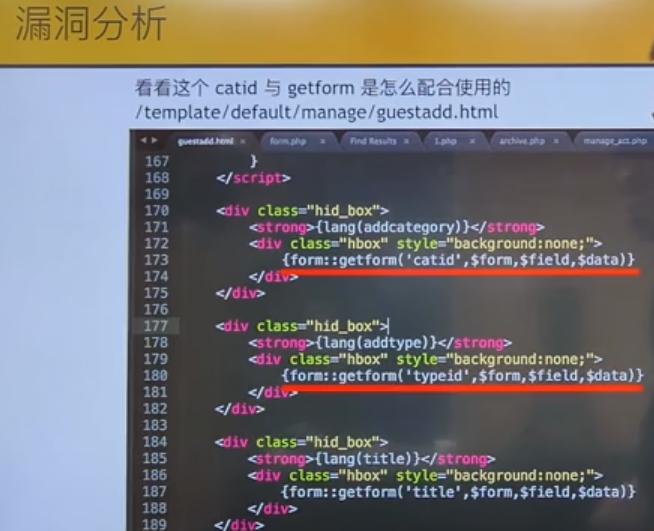 漏洞分析
看看这个 catid 与 getform 是怎么配合使用的
/template/default/manage/guestadd.html
guestadd.html × form.php × Find Results × 1.php × archive.php × manage_act.php
167 }
168 </script>
169
170 <div class="hid_box">
171 <strong>{lang(addcategory)}</strong>
172 <div class="hbox" style="background:none;">
173 {form::getform('catid',$form,$field,$data)}
174 </div>
175 </div>
176
177 <div class="hid_box">
178 <strong>{lang(addtype)}</strong>
179 <div class="hbox" style="background:none;">
180 {form::getform('typeid',$form,$field,$data)}
181 </div>
182 </div>
183
184 <div class="hid_box">
185 <strong>{lang(title)}</strong>
186 <div class="hbox" style="background:none;">
187 {form::getform('title',$form,$field,$data)}
188 </div>
189 </div>